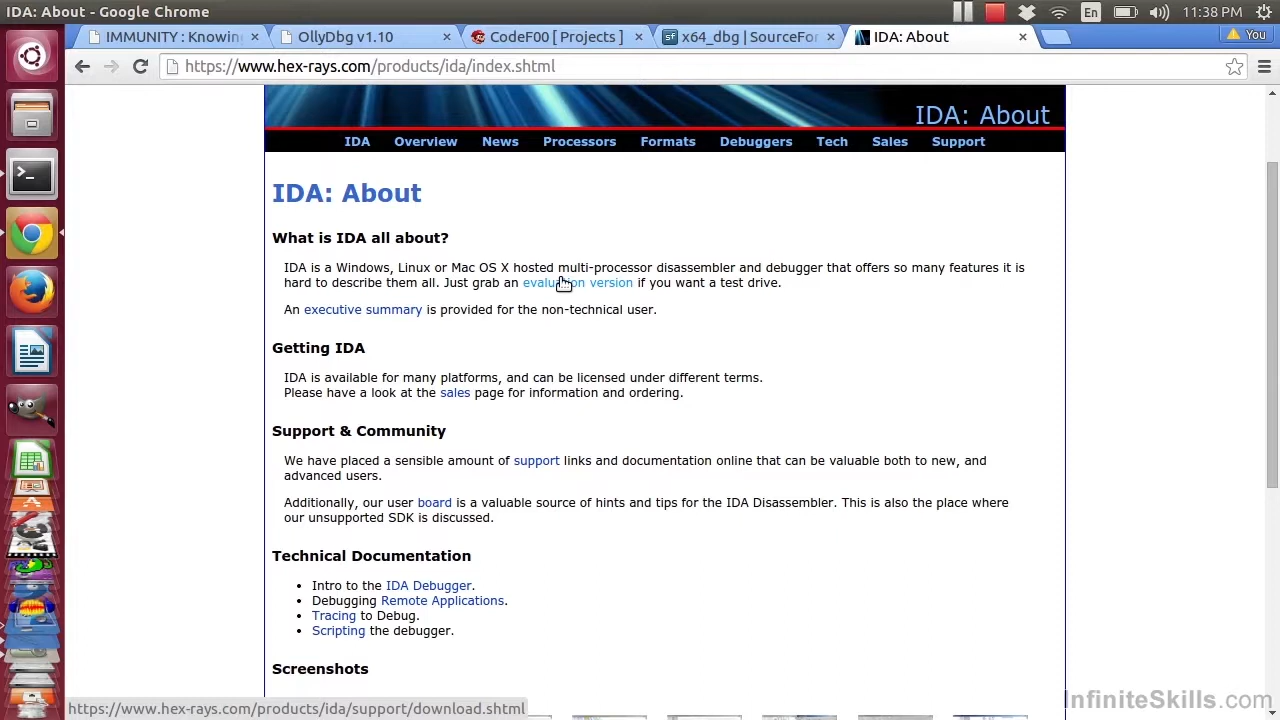 IDA: About - Google Chrome
En
11:38 PM
IMMUNITY : Knowin
OllyDbg v1.10
CodeF00 [ Projects ]
sf
x64_dbg | SourceFor
IDA: About
You
https://www.hex-rays.com/products/ida/index.shtml
IDA: About
IDA Overview News Processors Formats Debuggers Tech Sales Support
IDA: About
What is IDA all about?
IDA is a Windows, Linux or Mac OS X hosted multi-processor disassembler and debugger that offers so many features it is
hard to describe them all. Just grab an evaluation version if you want a test drive.
An executive summary is provided for the non-technical user.
Getting IDA
IDA is available for many platforms, and can be licensed under different terms.
Please have a look at the sales page for information and ordering.
Support & Community
We have placed a sensible amount of support links and documentation online that can be valuable both to new, and
advanced users.
Additionally, our user board is a valuable source of hints and tips for the IDA Disassembler. This is also the place where
our unsupported SDK is discussed.
Technical Documentation
• Intro to the IDA Debugger.
• Debugging Remote Applications.
• Tracing to Debug.
• Scripting the debugger.
Screenshots
https://www.hex-rays.com/products/ida/support/download.shtml
InfiniteSkills.com